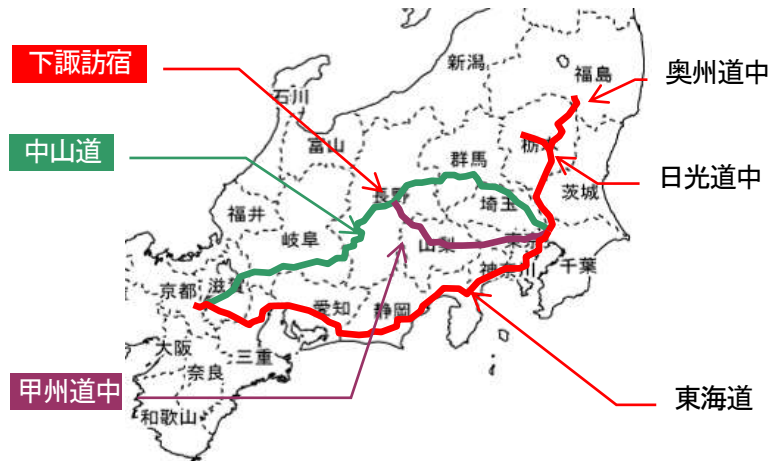 下諏訪宿
新潟
福島
奥州道中
石川
中山道
富山
群馬
栃木
日光道中
長野
茨城
埼玉
福井
岐阜
山梨
東京
神奈川
千葉
京都
滋賀
愛知
静岡
大阪
三重
甲州道中
奈良
東海道
和歌山